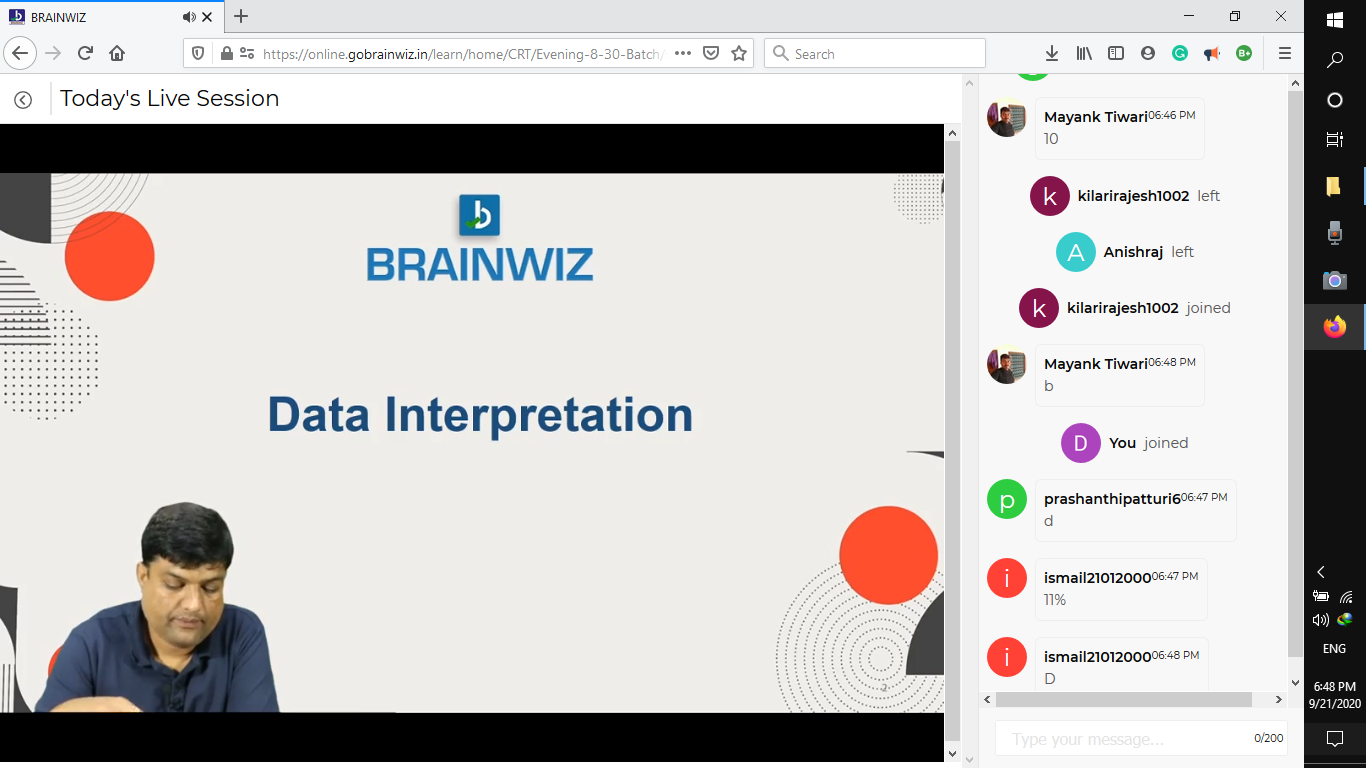 BRAINWIZ
https://online.gobrainwiz.in/learn/home/CRT/Evening-8-30-Batch/
Search
Today's Live Session
b
BRAINWIZ
Data Interpretation
2
Mayank Tiwari 06:46 PM
10
k kilarirajesh1002 left
A Anishraj left
k kilarirajesh1002 joined
Mayank Tiwari 06:48 PM
b
D You joined
p prashanthipatturi6 06:47 PM
d
i ismail21012000 06:47 PM
11%
i ismail21012000 06:48 PM
D
Type your message...
0/200
B+
ENG
6:48 PM
9/21/2020